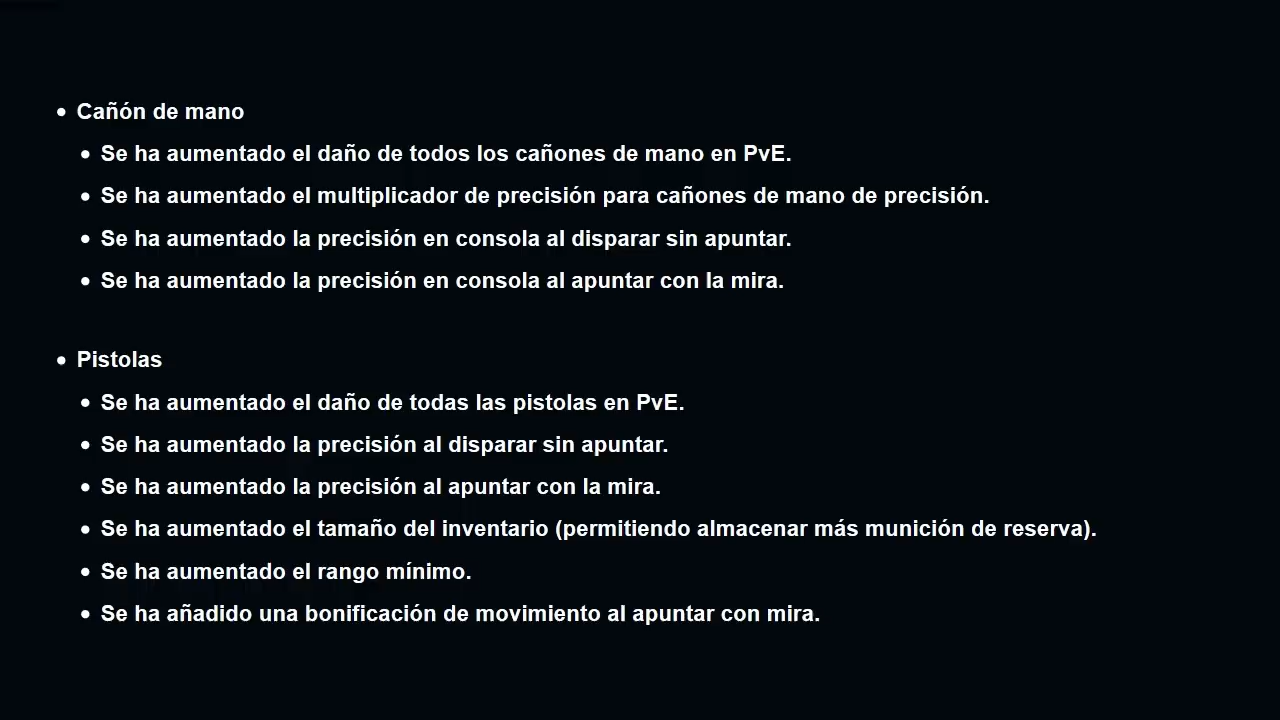 • Cañón de mano
• Se ha aumentado el daño de todos los cañones de mano en PvE.
• Se ha aumentado el multiplicador de precisión para cañones de mano de precisión.
• Se ha aumentado la precisión en consola al disparar sin apuntar.
• Se ha aumentado la precisión en consola al apuntar con la mira.
• Pistolas
• Se ha aumentado el daño de todas las pistolas en PvE.
• Se ha aumentado la precisión al disparar sin apuntar.
• Se ha aumentado la precisión al apuntar con la mira.
• Se ha aumentado el tamaño del inventario (permitiendo almacenar más munición de reserva).
• Se ha aumentado el rango mínimo.
• Se ha añadido una bonificación de movimiento al apuntar con mira.